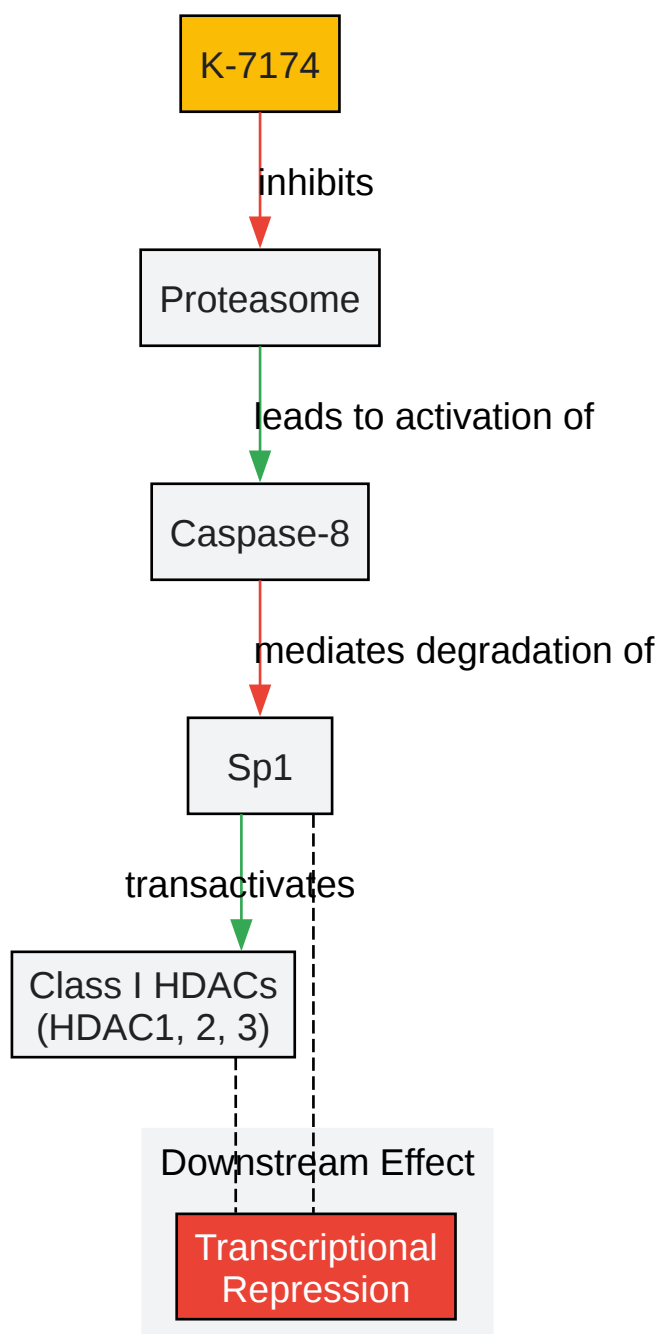 K-7174
inhibits
Proteasome
leads to activation of
Caspase-8
mediates degradation of
Sp1
transactivates
Class I HDACs
(HDAC1, 2, 3)
Downstream Effect
Transcriptional
Repression